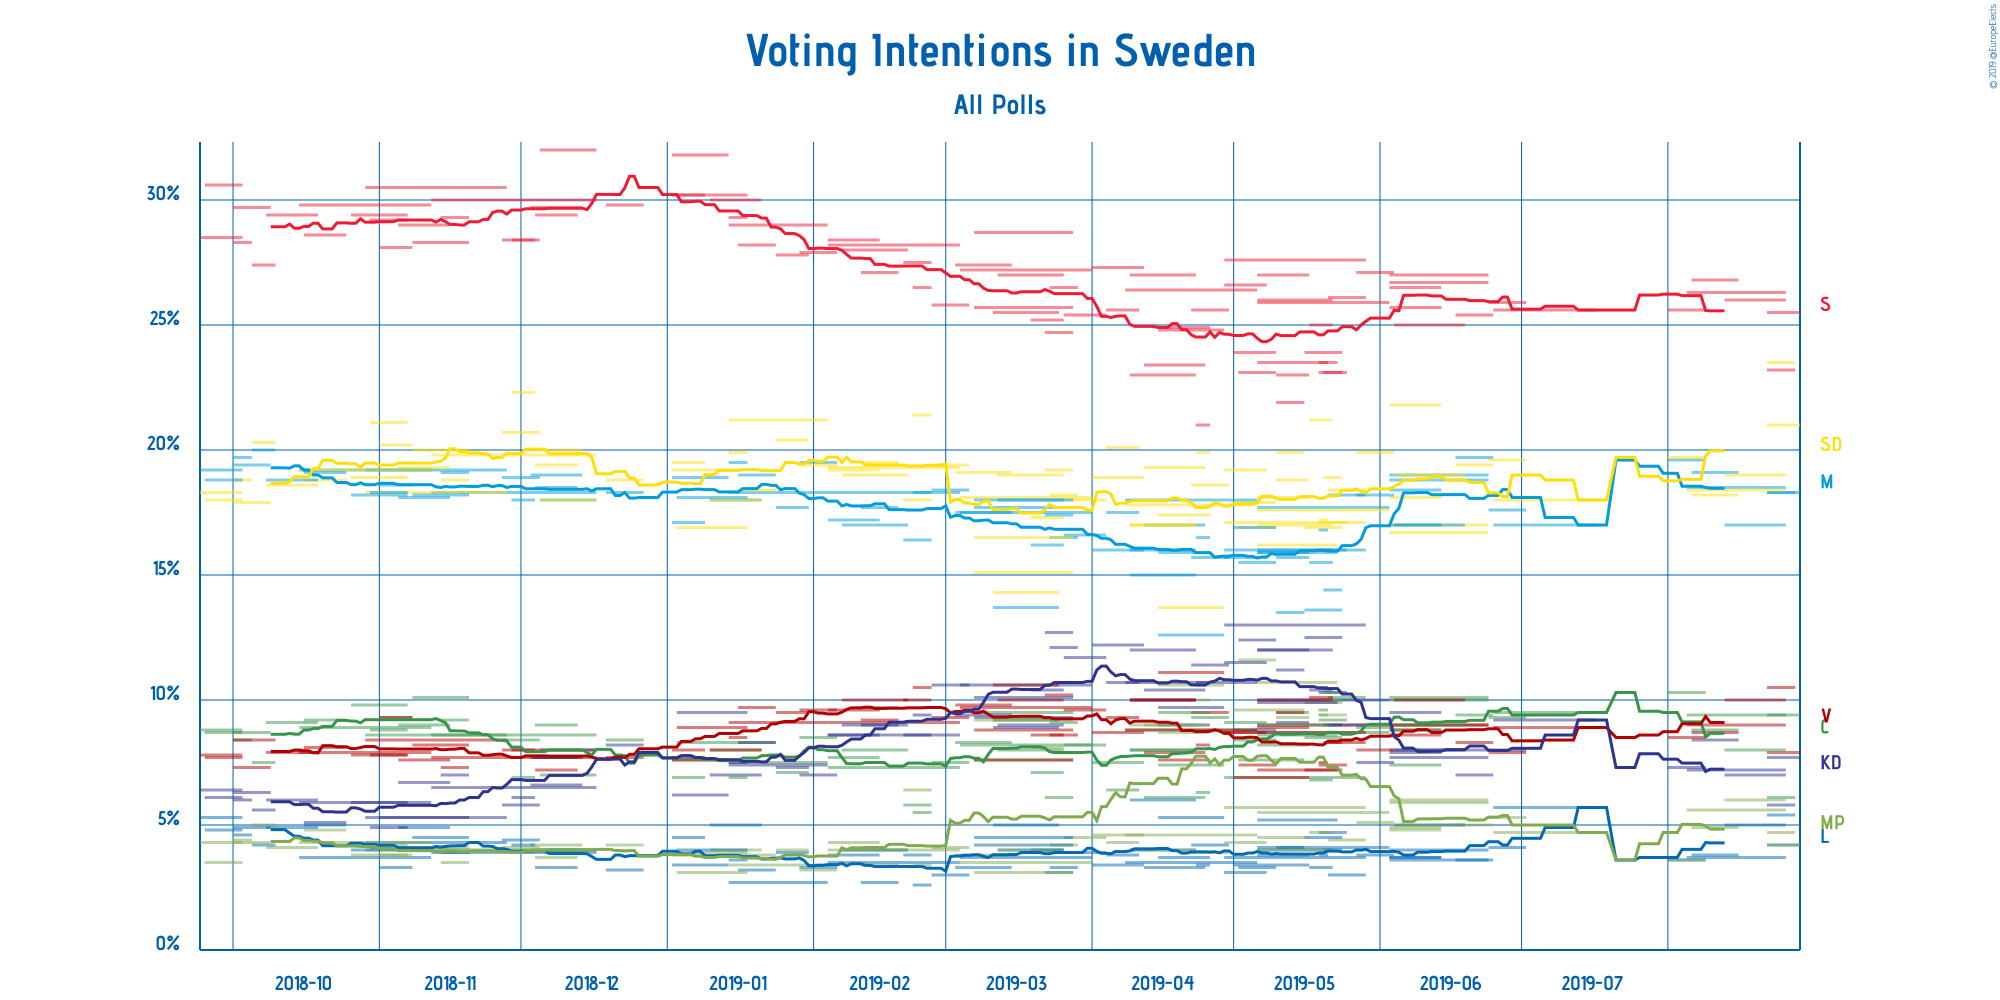 © 2019 @EuropeElects
Voting Intentions in Sweden
All Polls
30%
25%
20%
15%
10%
5%
0%
S
SD
M
V
C
KD
MP
L
2018-10 2018-11 2018-12 2019-01 2019-02 2019-03 2019-04 2019-05 2019-06 2019-07